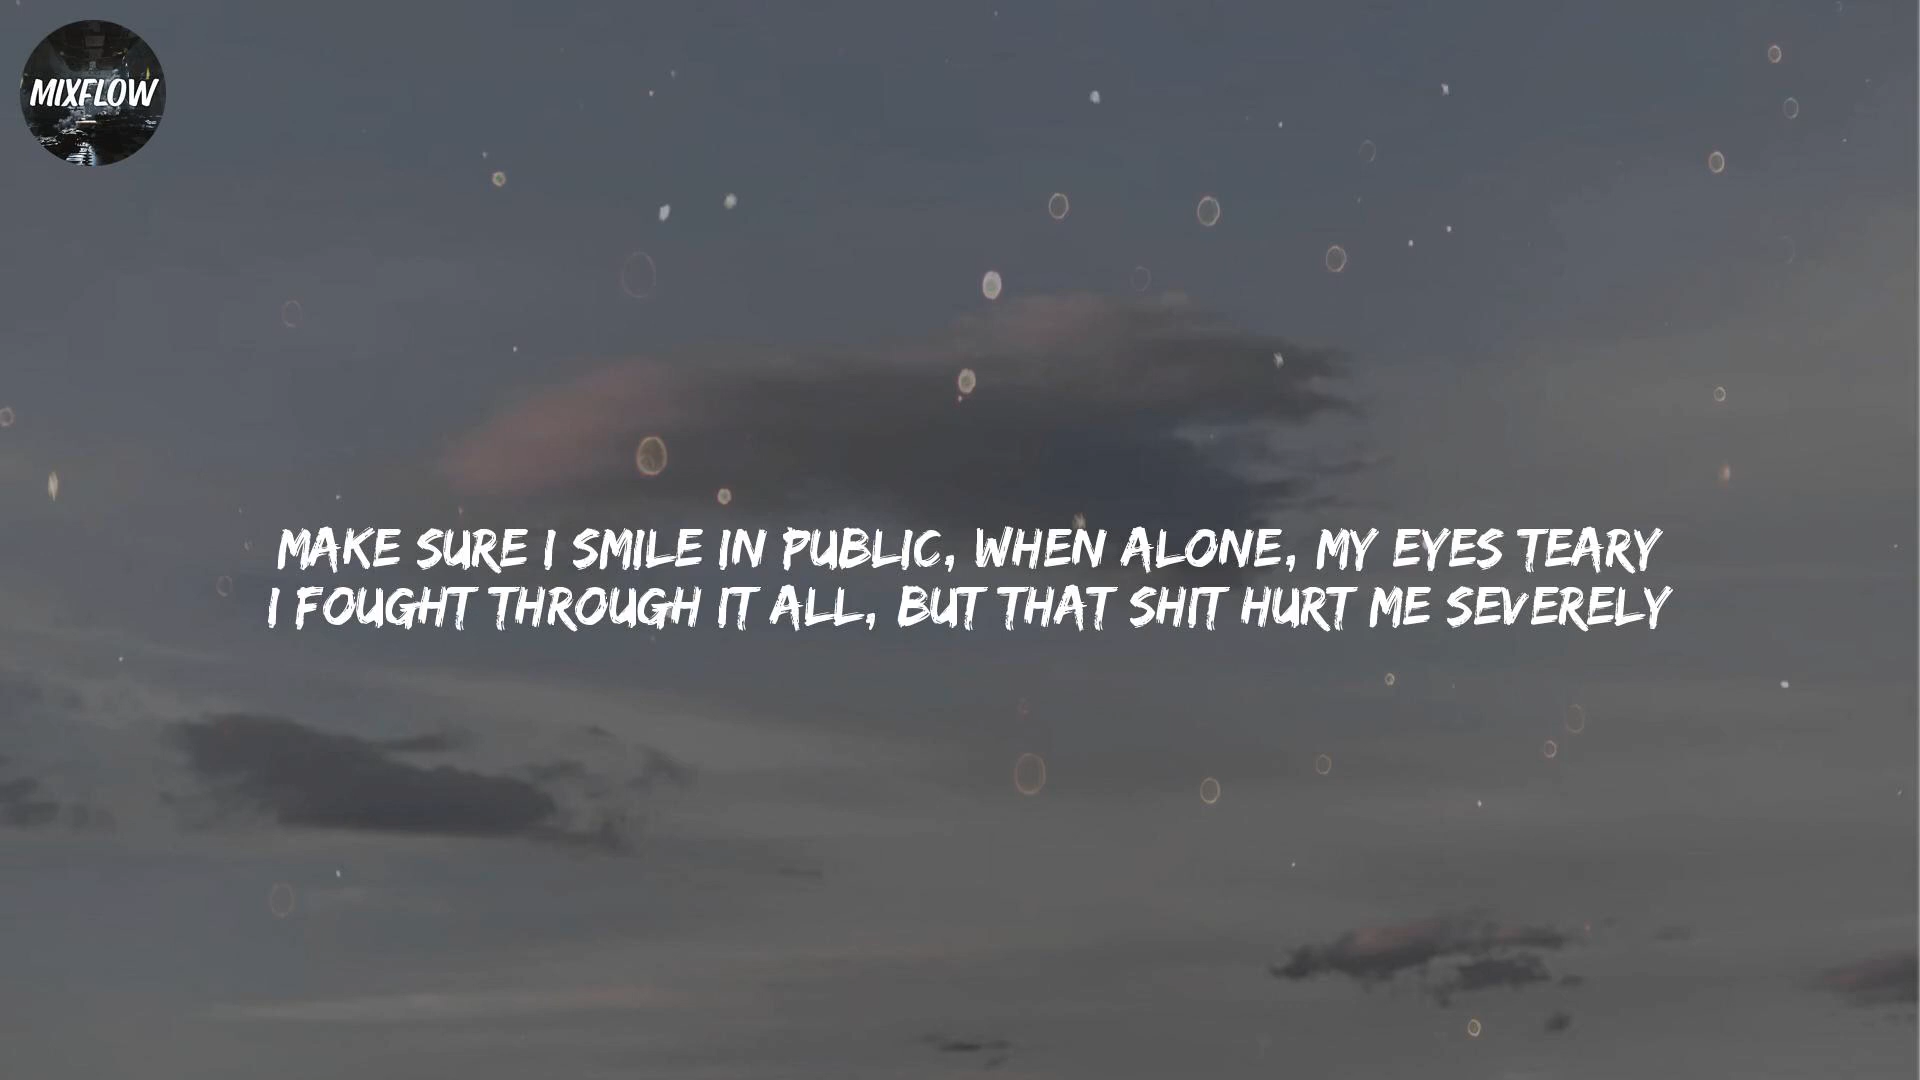 MIXFLOW
MAKE SURE I SMILE IN PUBLIC, WHEN ALONE, MY EYES TEARY
I FOUGHT THROUGH IT ALL, BUT THAT SHIT HURT ME SEVERELY